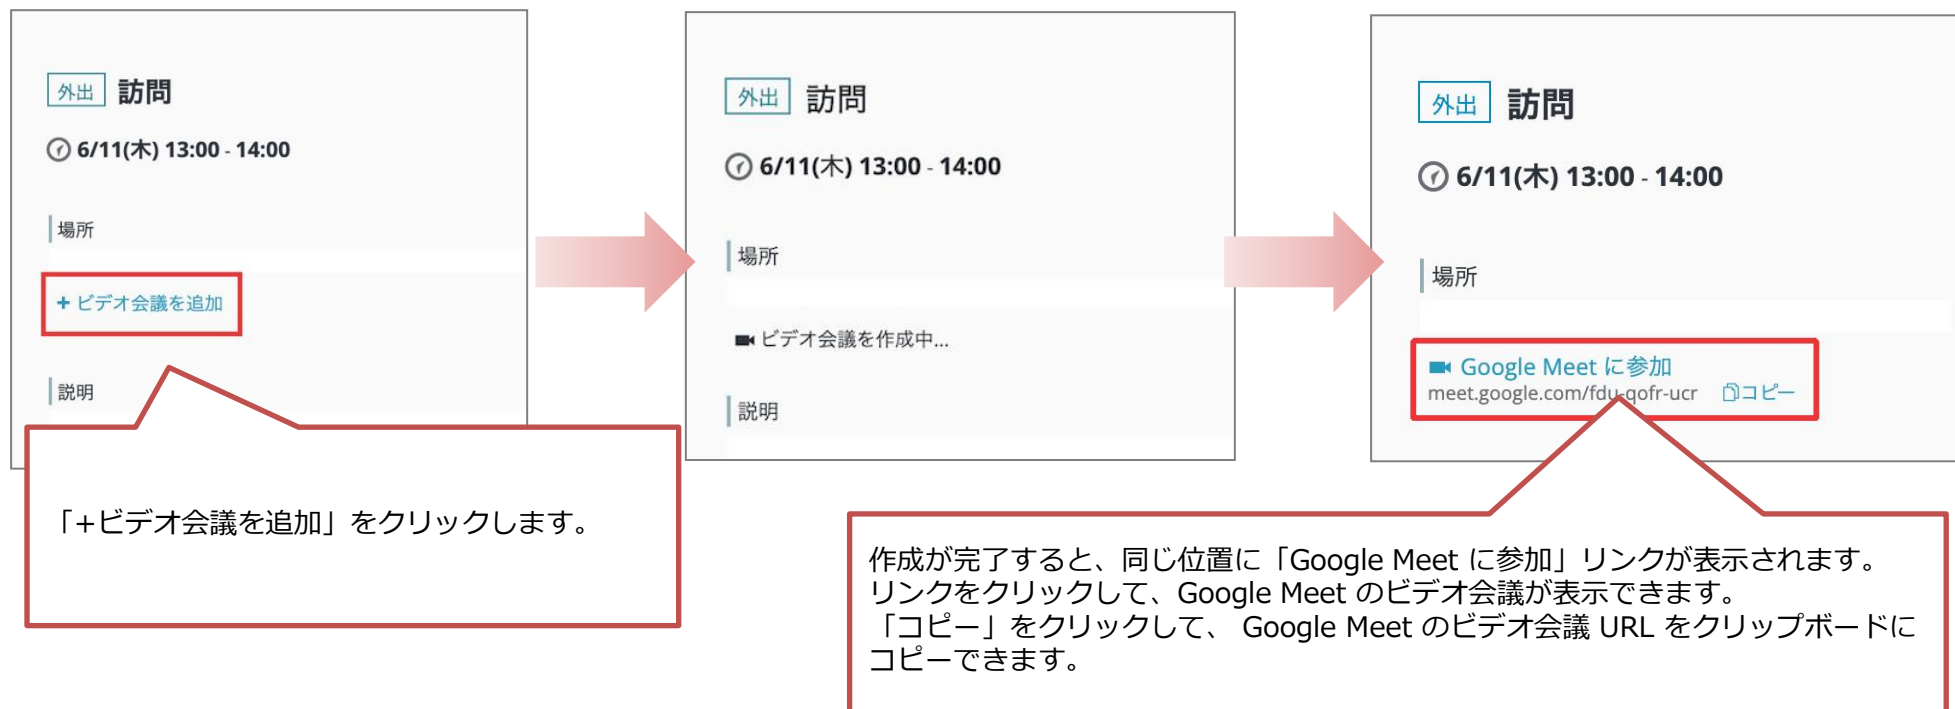 外出 訪問
6/11(木) 13:00 - 14:00
場所
+ ビデオ会議を追加
説明
「+ビデオ会議を追加」をクリックします。
外出 訪問
6/11(木) 13:00 - 14:00
場所
ビデオ会議を作成中...
説明
外出 訪問
6/11(木) 13:00 - 14:00
場所
Google Meet に参加
meet.google.com/fdu-qofr-ucr コピー
作成が完了すると、同じ位置に「Google Meet に参加」リンクが表示されます。
リンクをクリックして、Google Meet のビデオ会議が表示できます。
「コピー」をクリックして、 Google Meet のビデオ会議 URL をクリップボードに
コピーできます。